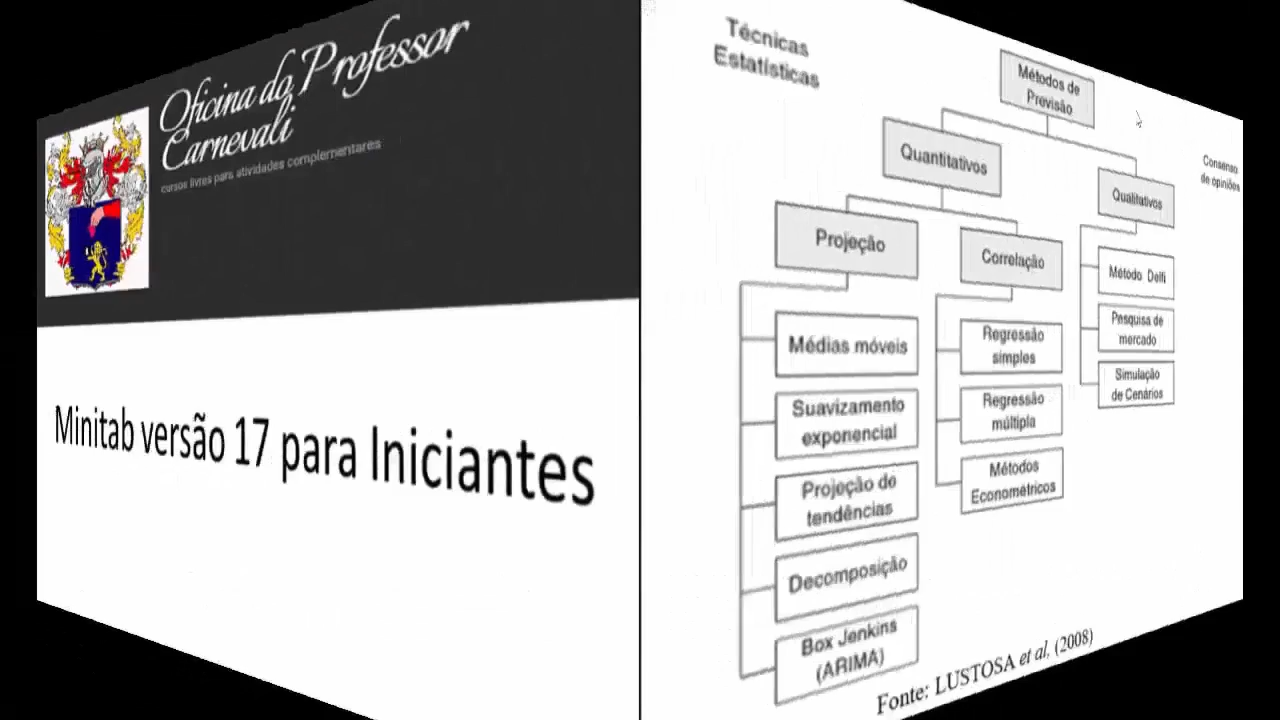 Oficina do Professor
Carnevali
cursos livres para atividades complementares
Minitab versão 17 para Iniciantes
Técnicas
Estatísticas
Métodos de
Previsão
Consenso
de opiniões
Quantitativos
Qualitativos
Projeção
Correlação
Método Delfi
Médias móveis
Regressão
simples
Pesquisa de
mercado
Suavizamento
exponencial
Regressão
múltipla
Simulação
de Cenários
Projeção de
tendências
Métodos
Econométricos
Decomposição
Box Jenkins
(ARIMA)
Fonte: LUSTOSA et al, (2008)